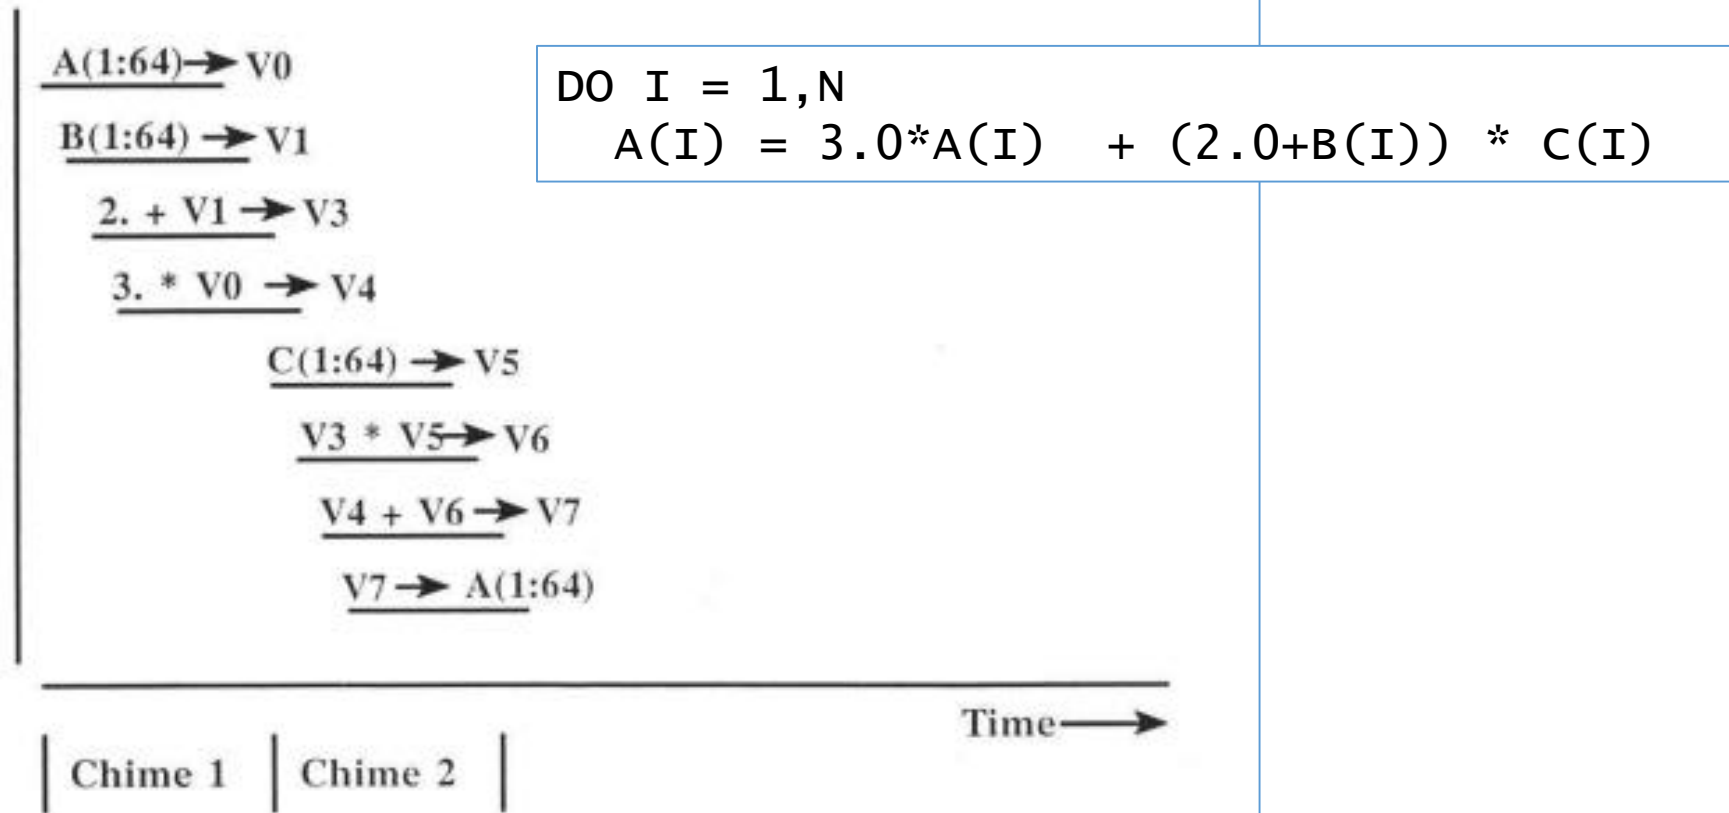 A(1:64)→ V0
DO I = 1,N
B(1:64) → V1
A(I) = 3.0*A(I) + (2.0+B(I)) * C(I)
2. + V1 → V3
3. * V0 → V4
C(1:64) → V5
V3 * V5→ V6
V4 + V6 → V7
V7 → A(1:64)
Time→
Chime 1
Chime 2